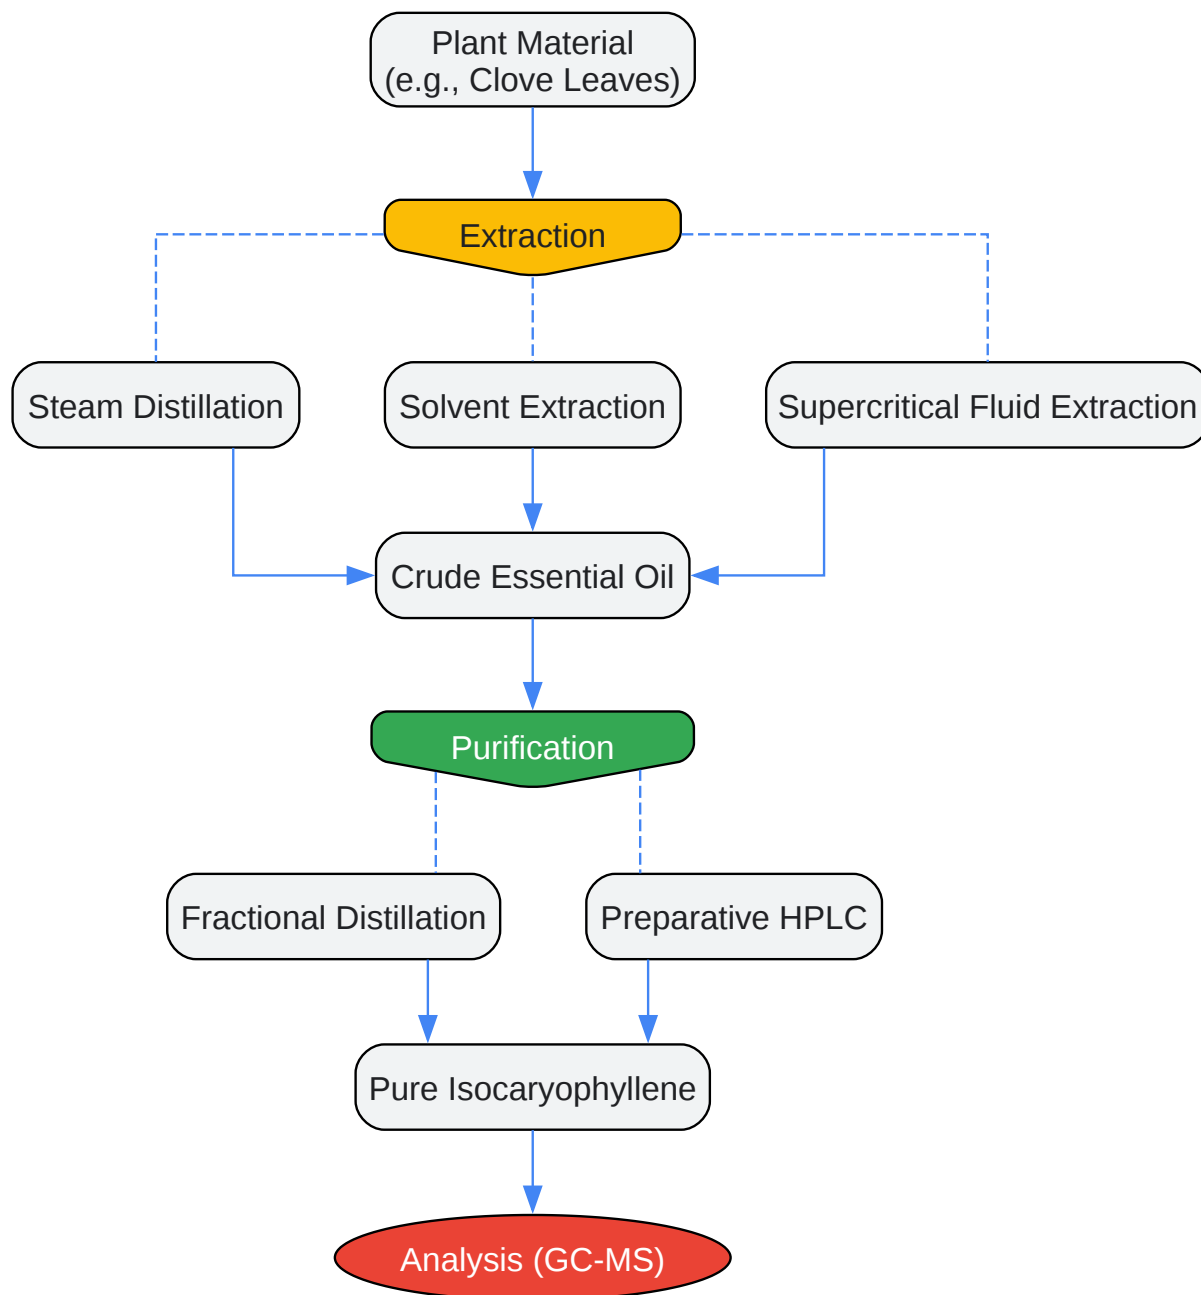 Plant Material
(e.g., Clove Leaves)
Extraction
Steam Distillation
Solvent Extraction
Supercritical Fluid Extraction
Crude Essential Oil
Purification
Fractional Distillation
Preparative HPLC
Pure Isocaryophyllene
Analysis (GC-MS)